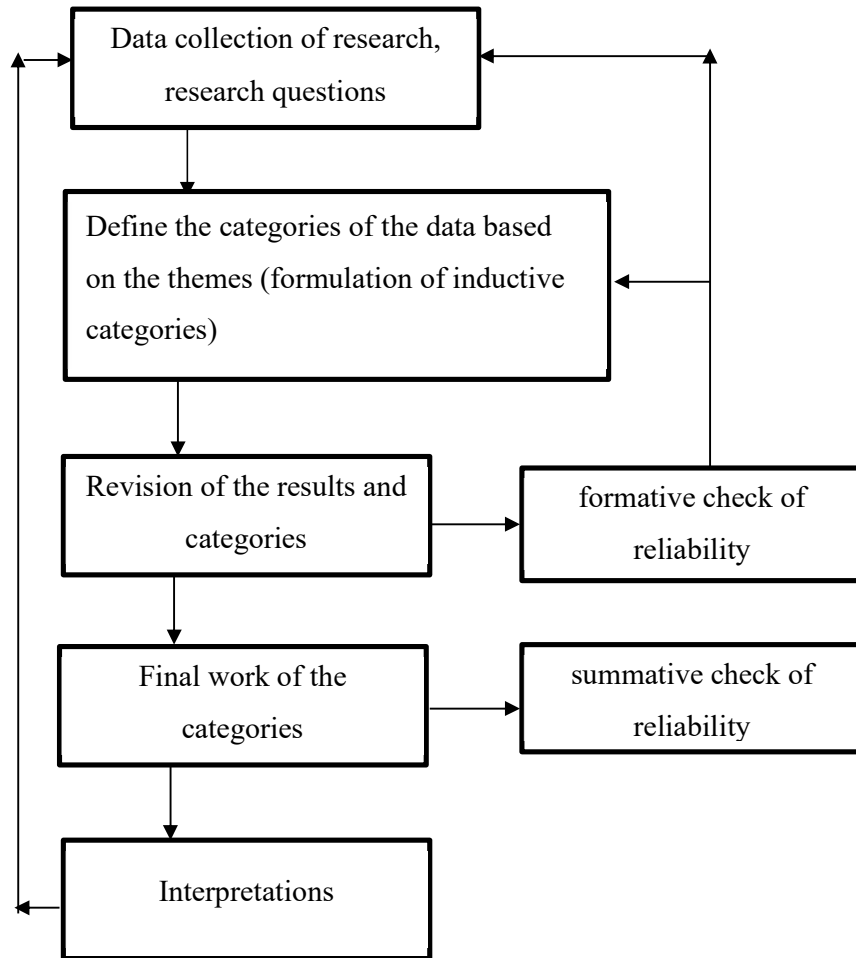 Data collection of research,
research questions
Define the categories of the data based
on the themes (formulation of inductive
categories)
Revision of the results and
categories
formative check of
reliability
Final work of the
categories
summative check of
reliability
Interpretations